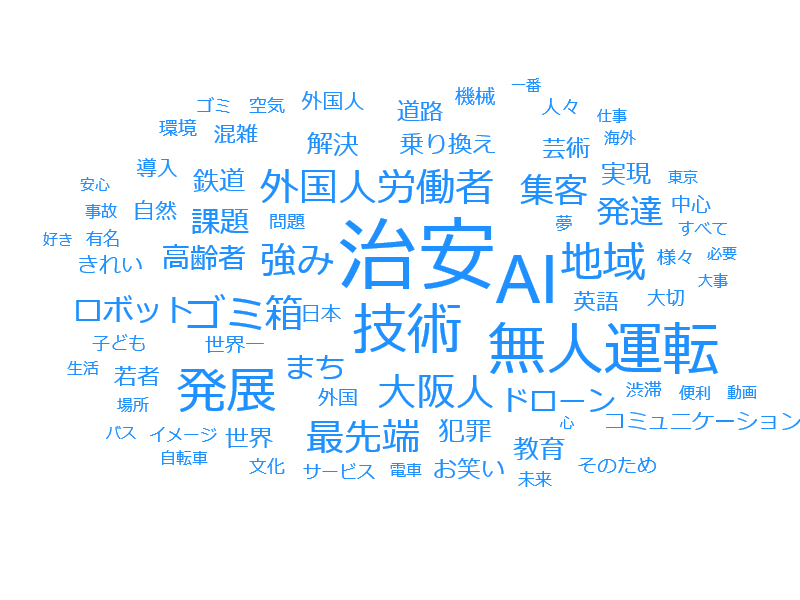 一番
ゴミ 空気 外国人 道路 機械 人々 仕事
環境 混雑 解決 乗り換え 芸術 海外
安心 導入 鉄道 外国人労働者 集客 実現 東京
事故 自然 課題 問題 夢 発達 中心
好き 有名 治安 すべて
きれい 高齢者 強み AI 地域 様々 必要
大事
ロボット ゴミ箱 日本 技術 英語 大切
子ども 世界一 無人運転
生活 若者 まち
場所 発展 外国 大阪人 ドローン 渋滞 便利 動画
バス イメージ 世界 最先端 犯罪 心 コミュニケーション
自転車 文化 サービス 電車 お笑い 教育 そのため
未来